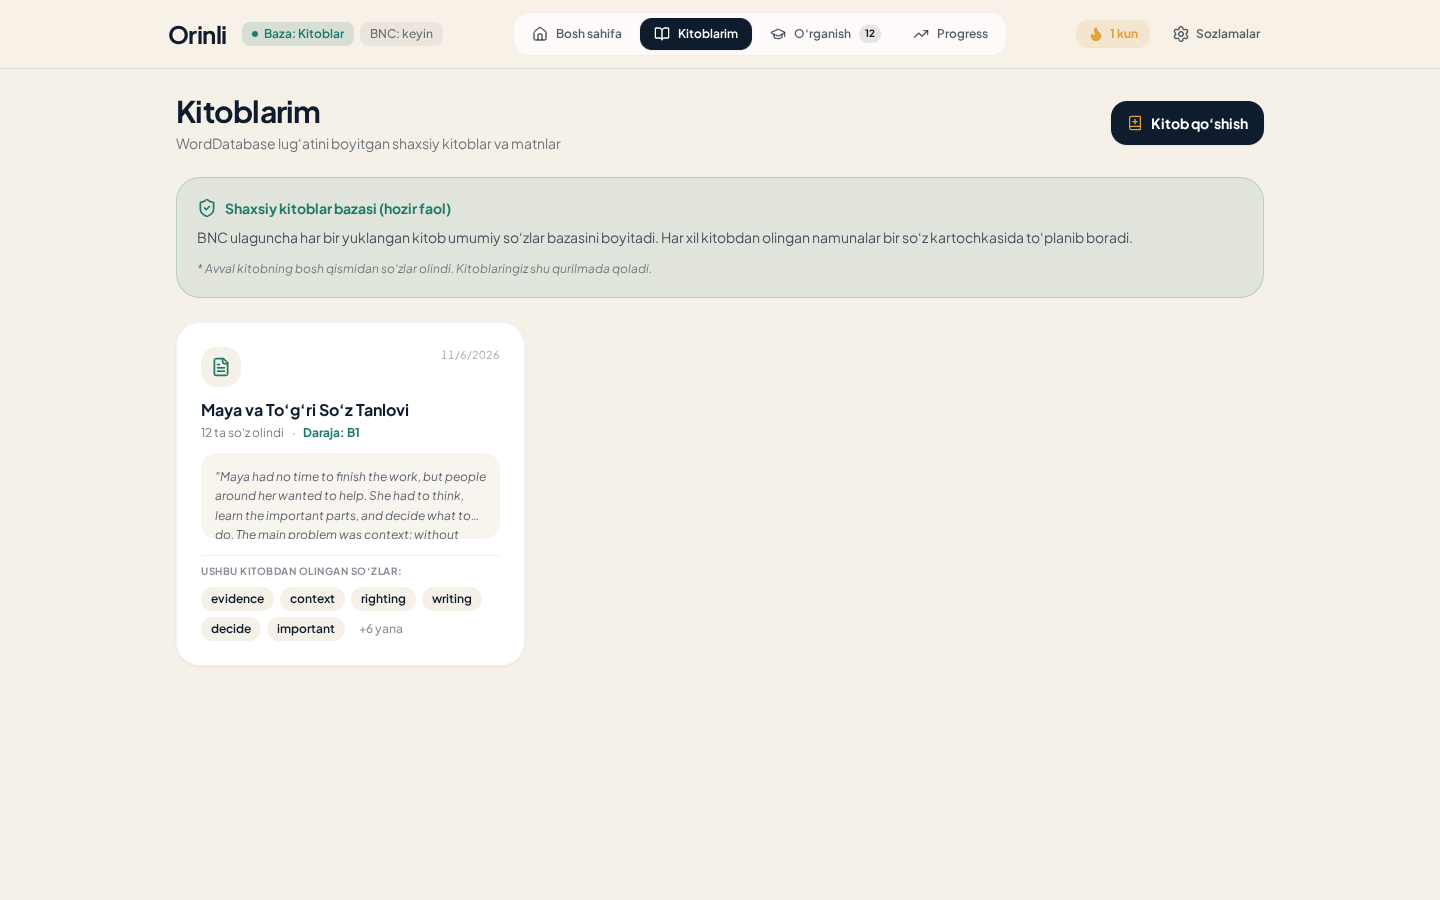 Orinli
Baza: Kitoblar
BNC: keyin
Bosh sahifa
Kitoblarim
O‘rganish 12
Progress
1 kun
Sozlamalar
Kitoblarim
WordDatabase lug‘atini boyitgan shaxsiy kitoblar va matnlar
Kitob qo‘shish
Shaxsiy kitoblar bazasi (hozir faol)
BNC ulaguncha har bir yuklangan kitob umumiy so‘zlar bazasini boyitadi. Har xil kitobdan olingan namunalar bir so‘z kartochkasida to‘planib boradi.
* Avval kitobning bosh qismidan so‘zlar olindi. Kitoblaringiz shu qurilmada qoladi.
11/6/2026
Maya va To‘g‘ri So‘z Tanlovi
12 ta so‘z olindi · Daraja: B1
"Maya had no time to finish the work, but people
around her wanted to help. She had to think,
learn the important parts, and decide what to…
do. The main problem was context: without
USHBU KITOBDAN OLINGAN SO‘ZLAR:
evidence context righting writing
decide important +6 yana